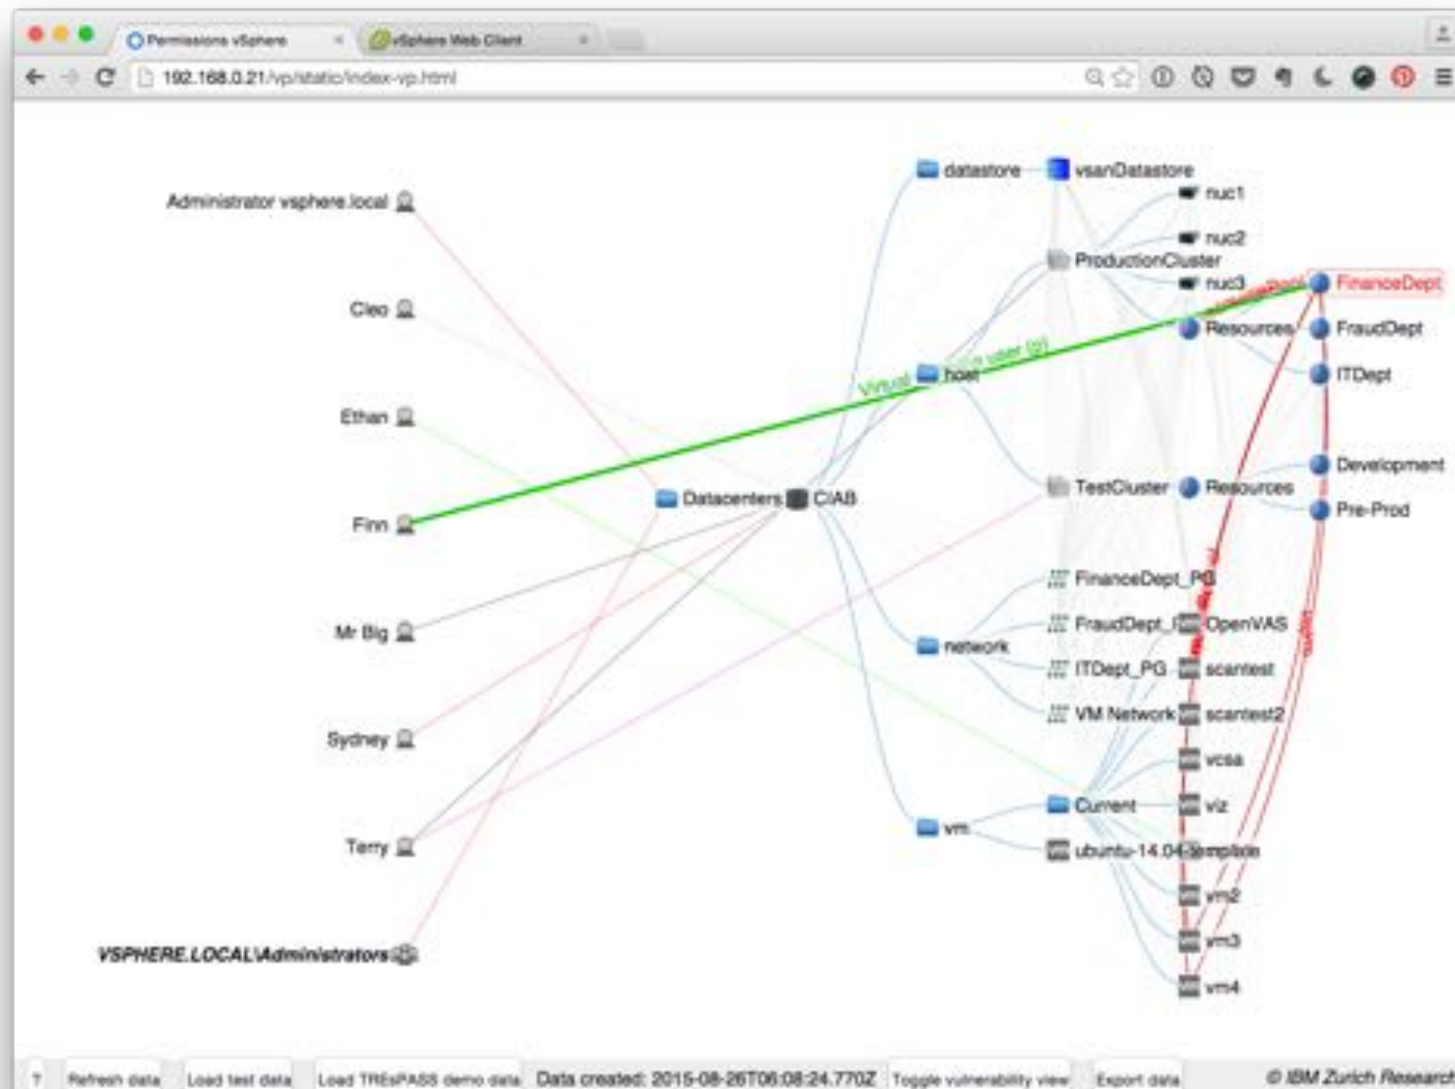 Permissions vSphere
vSphere Web Client
192.168.0.21/vp/static/index-vp.html
datastore
vsanDatastore
Administrator vsphere.local
nuc1
nuc2
ProductionCluster
nuc3
FinanceDept
Cleo
Resources
FraudDept
Virtual user (p)
host
ITDept
Ethan
Development
Datacenters
CIAB
TestCluster
Resources
Pre-Prod
Finn
FinanceDept_PG
Mr Big
FraudDept_
OpenVAS
network
ITDept_PG
scantest
VM Network
scantest2
Sydney
vcsa
Current
viz
vm
Terry
ubuntu-14.04-template
vm2
vm3
VSPHERE.LOCAL\Administrators
vm4
?
Refresh data
Load test data
Load TREsPASS demo data
Data created: 2015-08-26T06:08:24.770Z
Toggle vulnerability view
Export data
© IBM Zurich Research